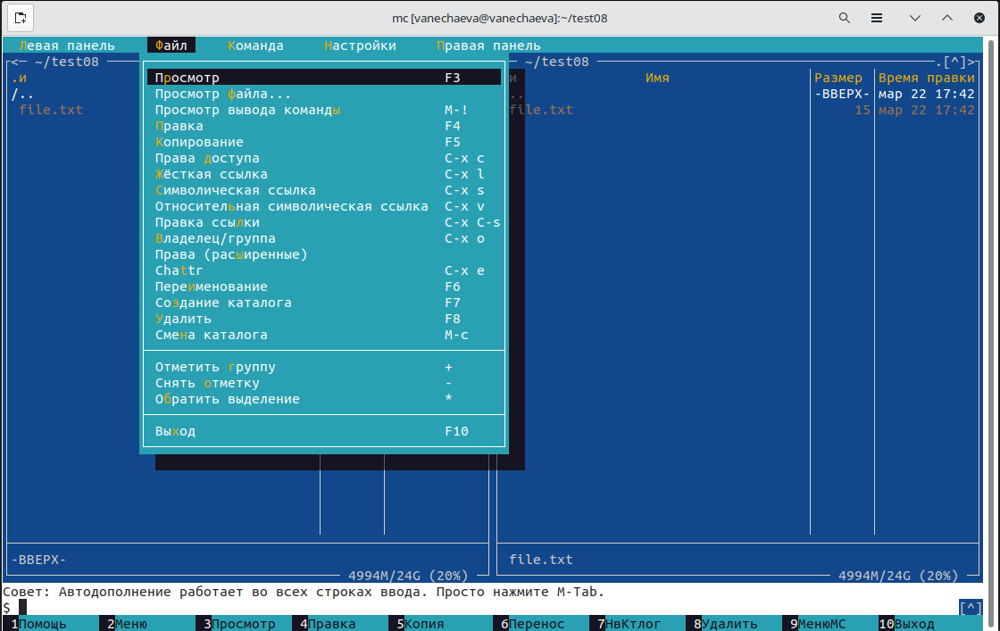 mc [vanechaeva@vanechaeva]:~/test08
Левая панель Файл Команда Настройки Правая панель
<─ ~/test08 ~/test08 .[^]>
.и Просмотр F3 и Имя Размер Время правки
/.. Просмотр файла... .. -ВВЕРХ- мар 22 17:42
file.txt Просмотр вывода команды M-! file.txt 15 мар 22 17:42
Правка F4
Копирование F5
Права доступа C-x c
Жёсткая ссылка C-x l
Символическая ссылка C-x s
Относительная символическая ссылка C-x v
Правка ссылки C-x C-s
Владелец/группа C-x o
Права (расширенные)
Chattr C-x e
Переименование F6
Создание каталога F7
Удалить F8
Смена каталога M-c
Отметить группу +
Снять отметку -
Обратить выделение *
Выход F10
-ВВЕРХ- file.txt
4994M/24G (20%) 4994M/24G (20%)
Совет: Автодополнение работает во всех строках ввода. Просто нажмите M-Tab.
$ [^]
1Помощь 2Меню 3Просмотр 4Правка 5Копия 6Перенос 7НвКтлог 8Удалить 9МенюMC 10Выход